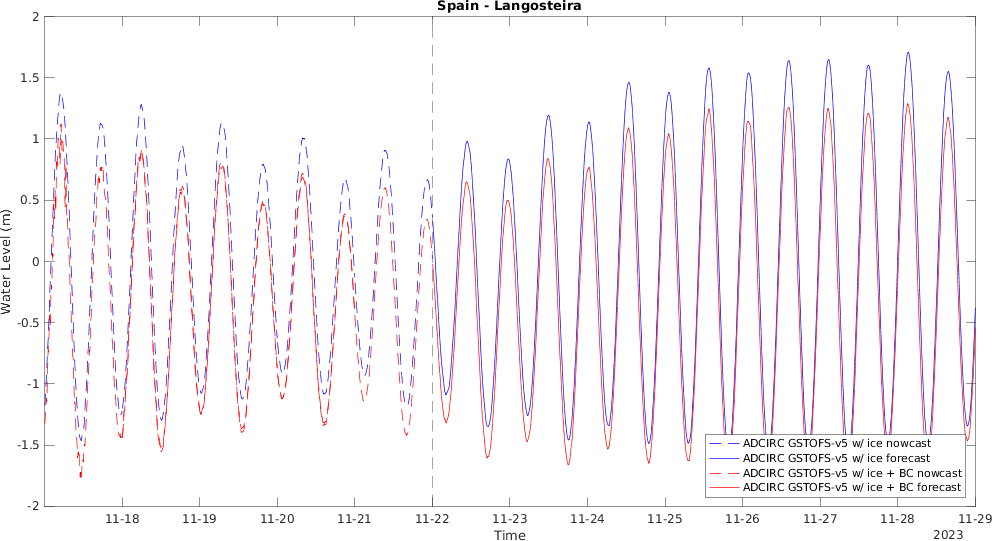 Spain - Langosteira
2
1.5
1
0.5
0
-0.5
-1
-1.5
-2
Water Level (m)
ADCIRC GSTOFS-v5 w/ ice nowcast
ADCIRC GSTOFS-v5 w/ ice forecast
ADCIRC GSTOFS-v5 w/ ice + BC nowcast
ADCIRC GSTOFS-v5 w/ ice + BC forecast
11-18 11-19 11-20 11-21 11-22 11-23 11-24 11-25 11-26 11-27 11-28 11-29
Time
2023